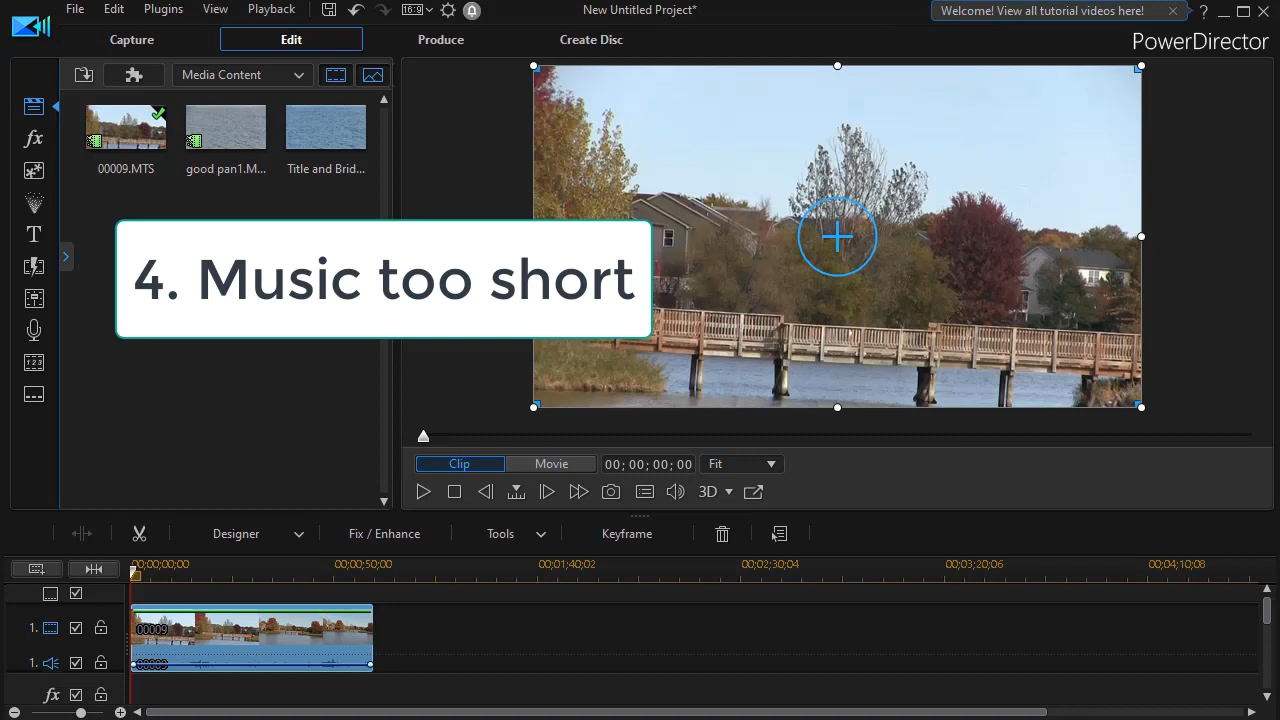 File Edit Plugins View Playback 16:9 New Untitled Project* Welcome! View all tutorial videos here! ?
Capture Edit Produce Create Disc PowerDirector
Media Content
00009.MTS good pan1.M... Title and Brid...
fx
T
4. Music too short
Clip Movie 00; 00; 00; 00 Fit
3D
Designer Fix / Enhance Tools Keyframe
00;00;00;00 00;00;50;00 00;01;40;02 00;02;30;04 00;03;20;06 00;04;10;08
1. 00009
1. 00009
fx